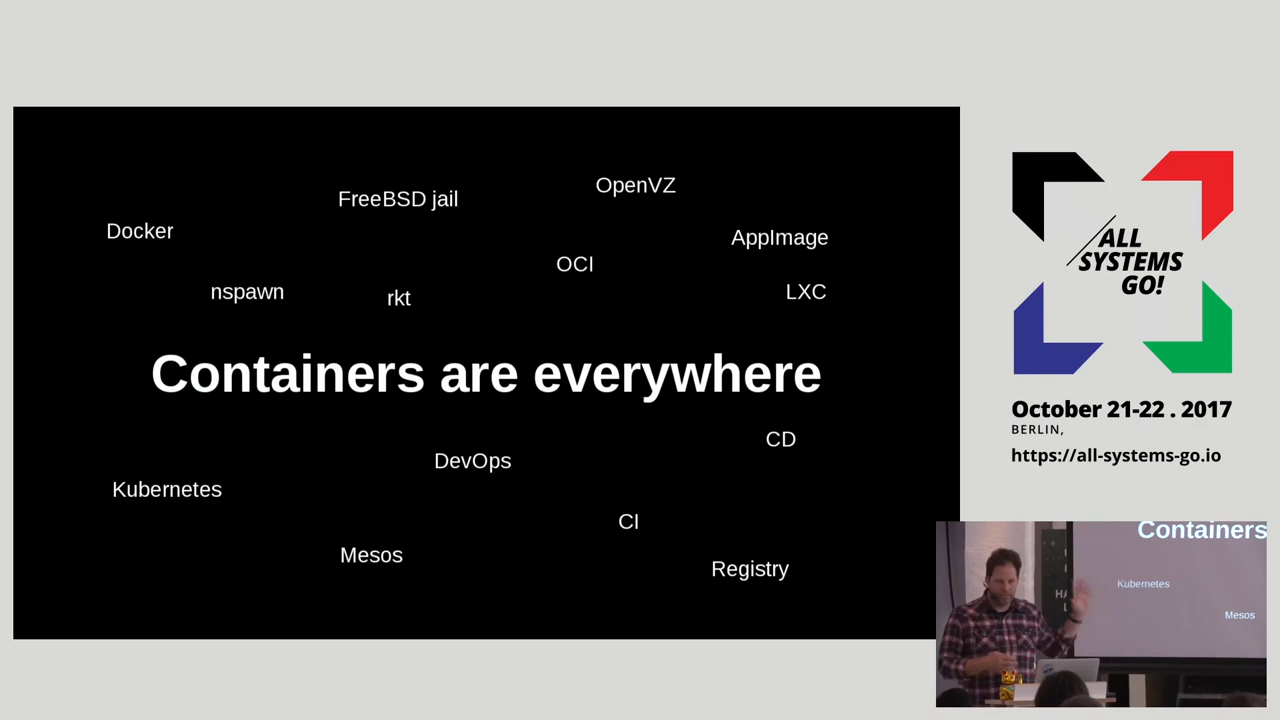 OpenVZ
FreeBSD jail
Docker
AppImage
OCI
nspawn
rkt
LXC
Containers are everywhere
CD
DevOps
Kubernetes
CI
Mesos
Registry
ALL
SYSTEMS
GO!
October 21-22 . 2017
BERLIN,
https://all-systems-go.io
Containers
Kubernetes
Mesos